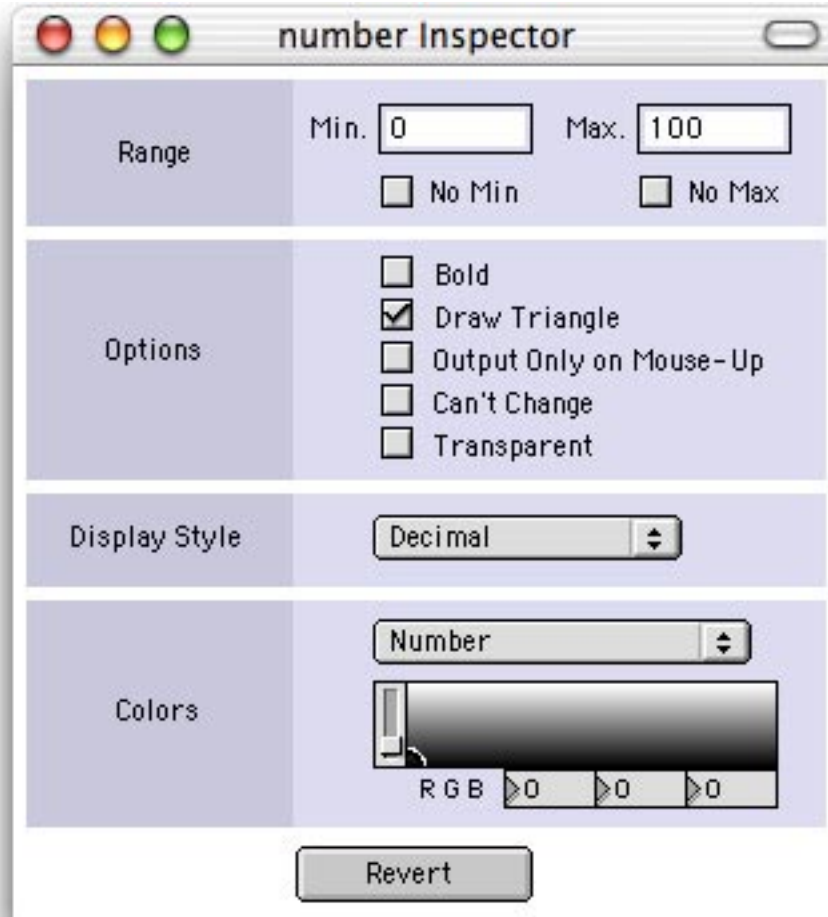 number Inspector
Range
Min. 0 Max. 100
No Min No Max
Options
Bold
Draw Triangle
Output Only on Mouse-Up
Can't Change
Transparent
Display Style
Decimal
Colors
Number
R G B 0 0 0
Revert